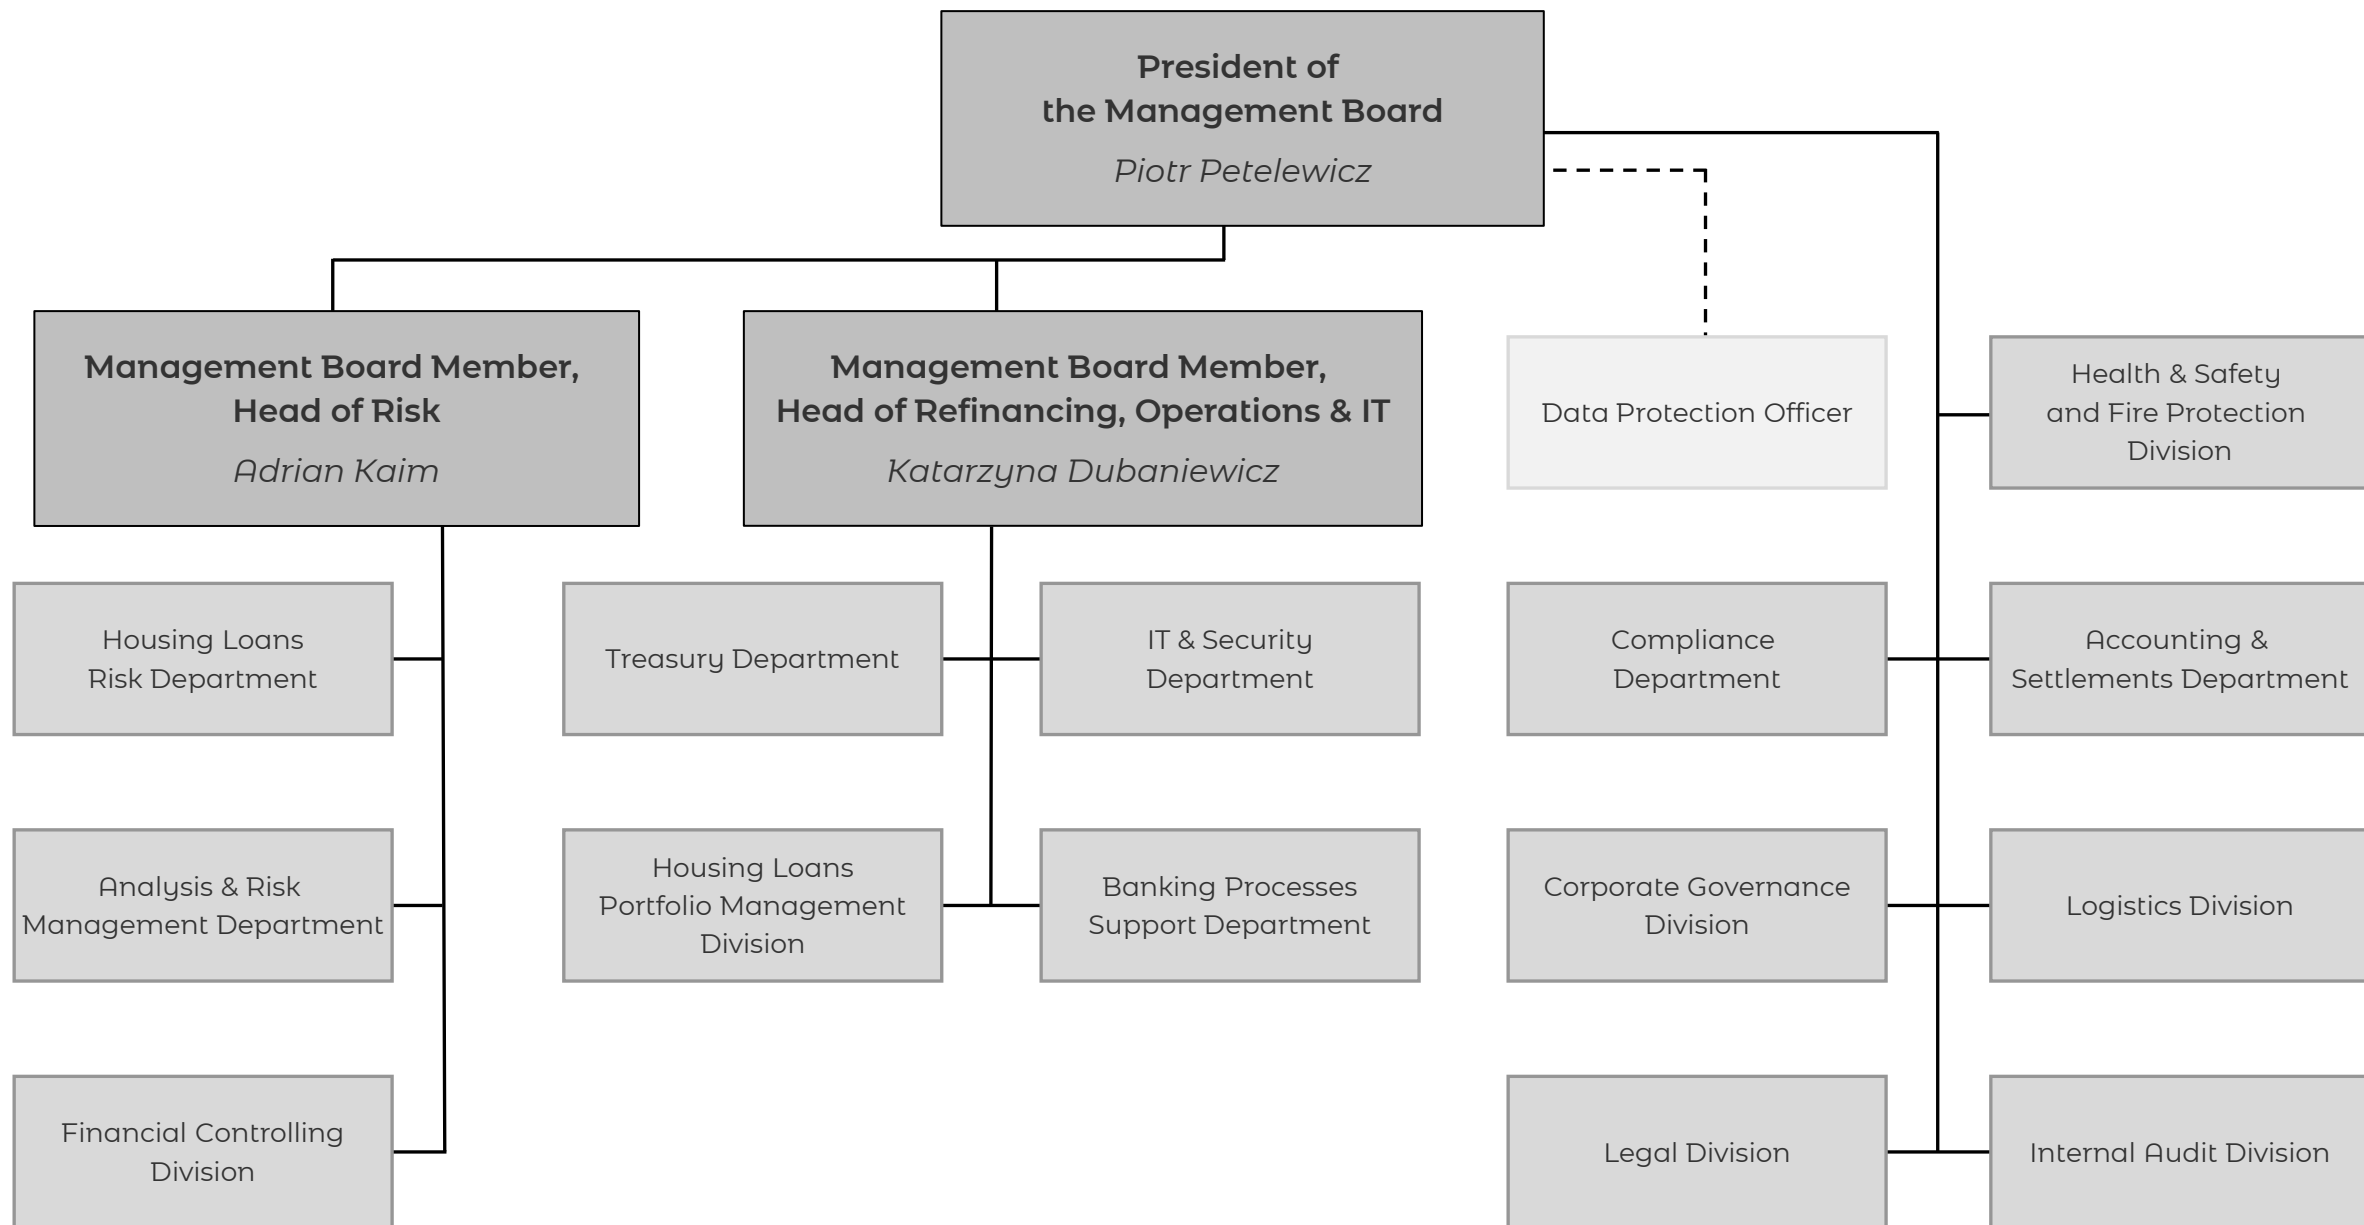 President of
the Management Board
Piotr Petelewicz
Management Board Member,
Head of Risk
Adrian Kaim
Management Board Member,
Head of Refinancing, Operations & IT
Katarzyna Dubaniewicz
Data Protection Officer
Health & Safety
and Fire Protection
Division
Housing Loans
Risk Department
Treasury Department
IT & Security
Department
Compliance
Department
Accounting &
Settlements Department
Analysis & Risk
Management Department
Housing Loans
Portfolio Management
Division
Banking Processes
Support Department
Corporate Governance
Division
Logistics Division
Financial Controlling
Division
Legal Division
Internal Audit Division